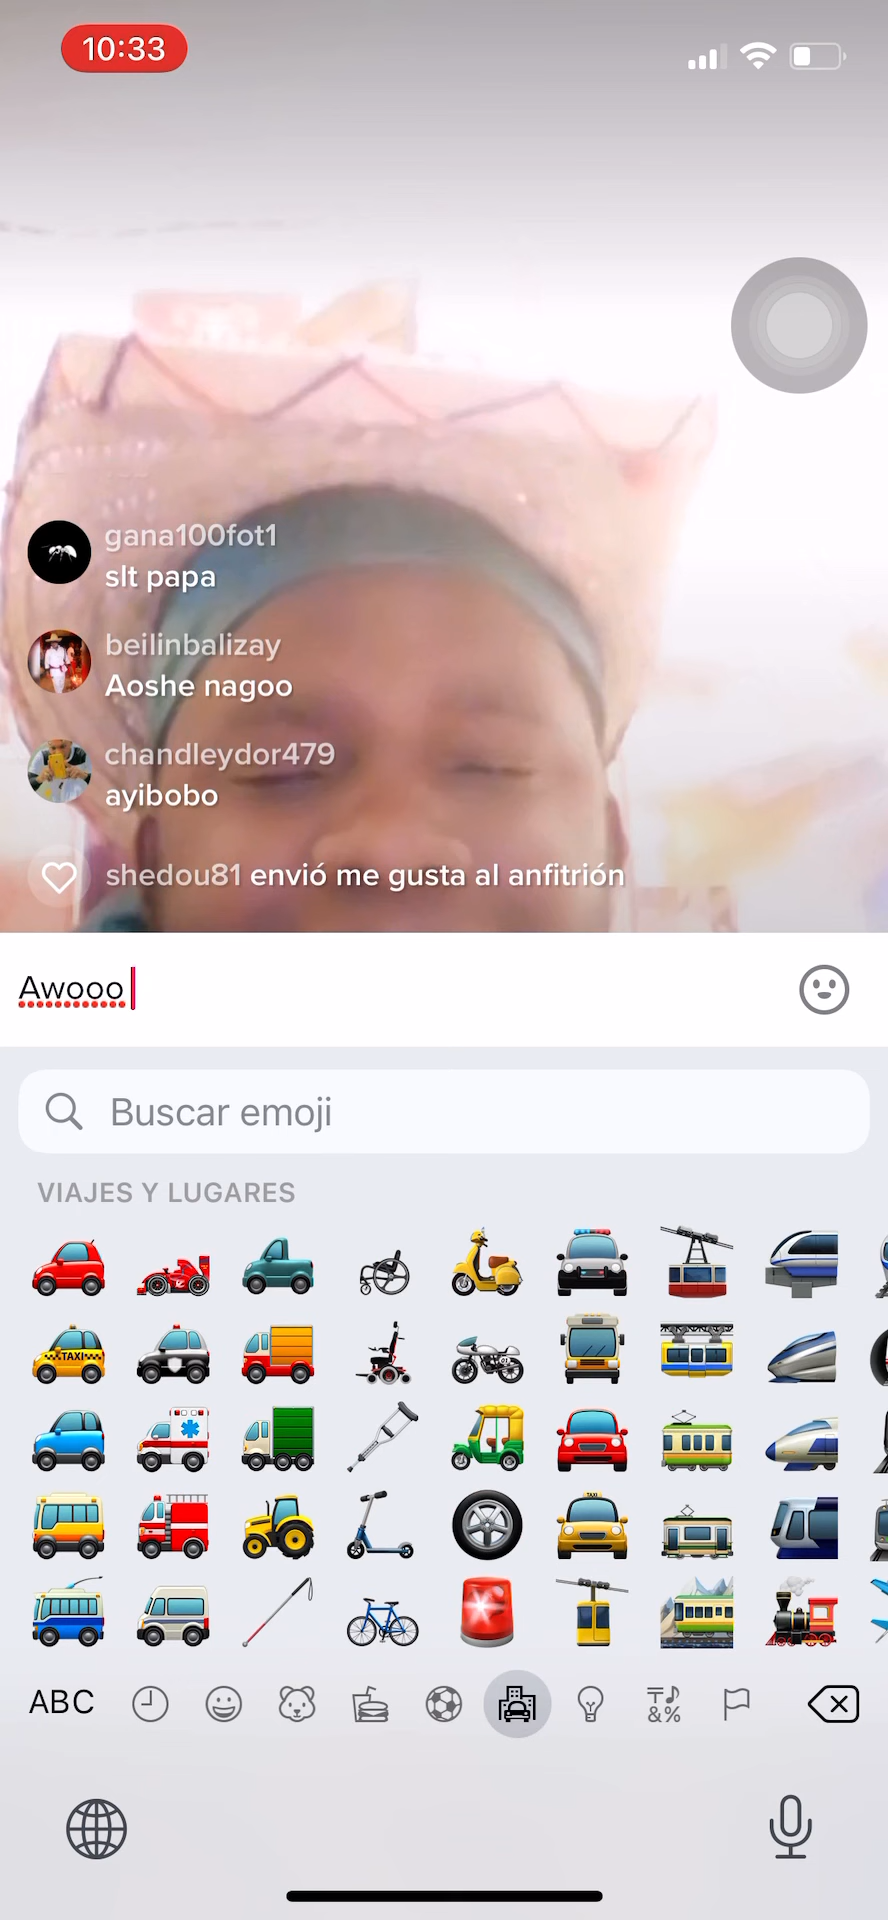 10:33
gana100fot1
slt papa
beilinbalizay
Aoshe nagoo
chandleydor479
ayibobo
shedou81 envió me gusta al anfitrión
Awooo
Buscar emoji
VIAJES Y LUGARES
TAXI
TAXI
ABC